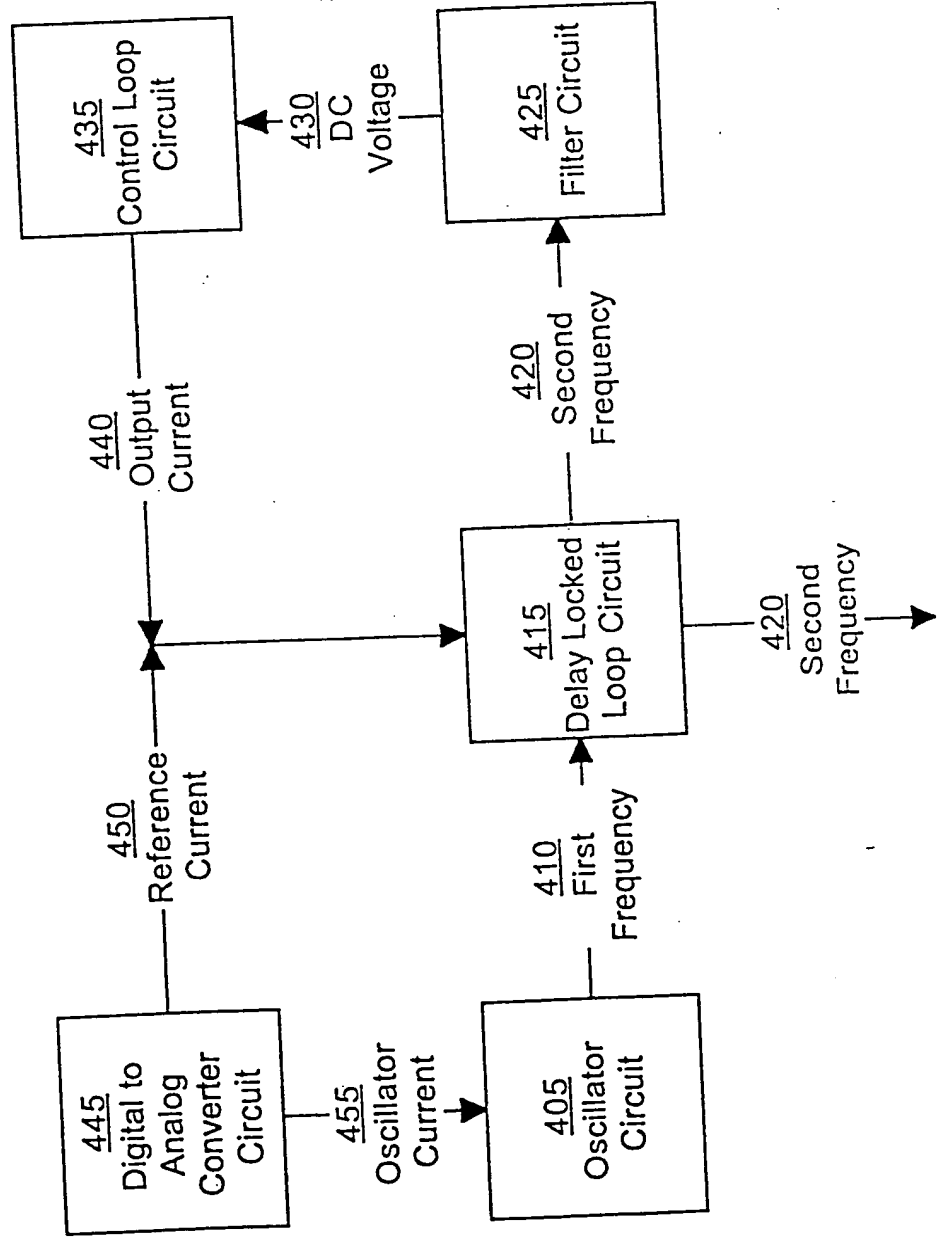 445
Digital to
Analog
Converter
Circuit
450
Reference
Current
440
Output
Current
435
Control Loop
Circuit
455
Oscillator
Current
430
DC
Voltage
405
Oscillator
Circuit
410
First
Frequency
415
Delay Locked
Loop Circuit
420
Second
Frequency
425
Filter Circuit
420
Second
Frequency